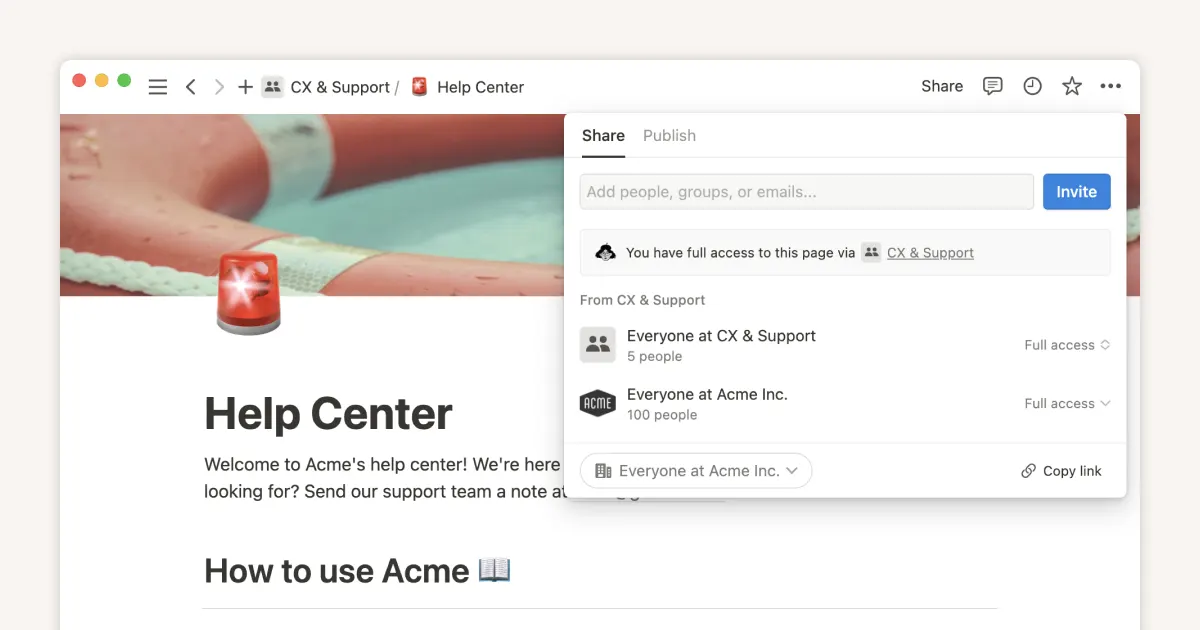 CX & Support / Help Center
Share
Share Publish
Add people, groups, or emails... Invite
You have full access to this page via CX & Support
From CX & Support
Everyone at CX & Support
5 people
Full access
ACME
Everyone at Acme Inc.
100 people
Full access
Everyone at Acme Inc.
Copy link
Help Center
Welcome to Acme's help center! We're here
looking for? Send our support team a note at
How to use Acme